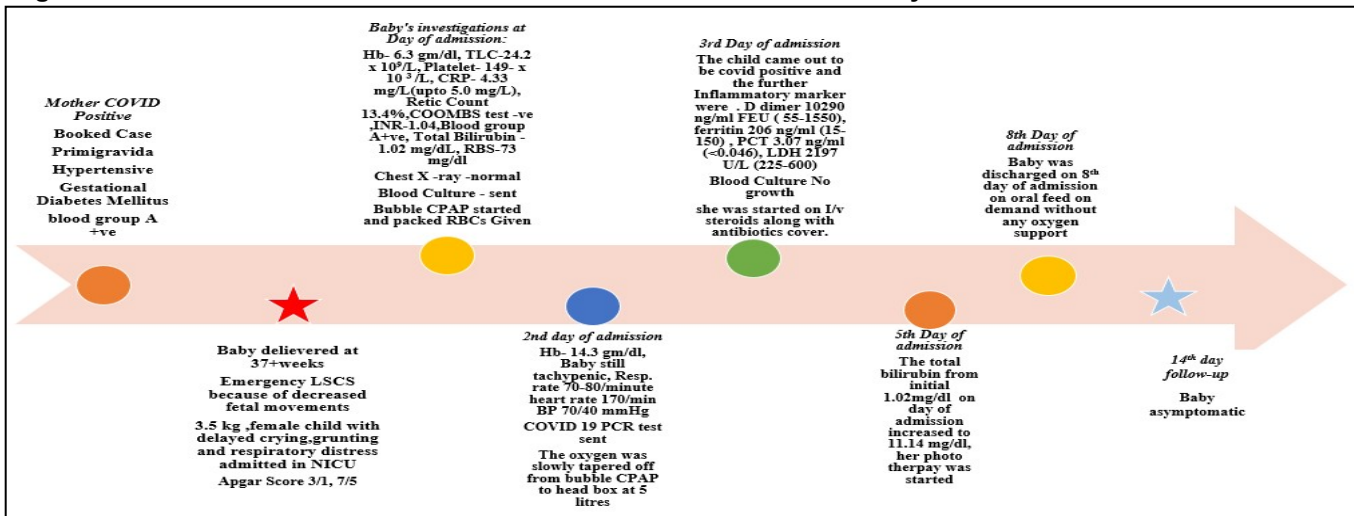 Mother COVID
Positive
Booked Case
Primigravida
Hypertensive
Gestational
Diabetes Mellitus
blood group A
+ve
Baby delievered at
37+weeks
Emergency LSCS
because of decreased
fetal movements
3.5 kg ,female child with
delayed crying,grunting
and respiratory distress
admitted in NICU
Apgar Score 3/1, 7/5
Baby's investigations at
Day of admission:
Hb- 6.3 gm/dl, TLC-24.2
x 10⁹/L, Platelet- 149- x
10 ³ /L, CRP- 4.33
mg/L(upto 5.0 mg/L),
Retic Count
13.4%,COOMBS test -ve
,INR-1.04,Blood group
A+ve, Total Bilirubin -
1.02 mg/dL, RBS-73
mg/dl
Chest X -ray -normal
Blood Culture - sent
Bubble CPAP started
and packed RBCs Given
2nd day of admission
Hb- 14.3 gm/dl,
Baby still
tachypenic, Resp.
rate 70-80/minute
heart rate 170/min
BP 70/40 mmHg
COVID 19 PCR test
sent
The oxygen was
slowly tapered off
from bubble CPAP
to head box at 5
litres
3rd Day of admission
The child came out to
be covid positive and
the further
Inflammatory marker
were . D dimer 10290
ng/ml FEU ( 55-1550),
ferritin 206 ng/ml (15-
150) , PCT 3.07 ng/ml
(<0.046), LDH 2197
U/L (225-600)
Blood Culture No
growth
she was started on I/v
steroids along with
antibiotics cover.
5th Day of
admission
The total
bilirubin from
initial
1.02mg/dl on
day of
admission
increased to
11.14 mg/dl,
her photo
therpay was
started
8th Day of
admission
Baby was
discharged on 8th
day of admission
on oral feed on
demand without
any oxygen
support
14th day
follow-up
Baby
asymptomatic